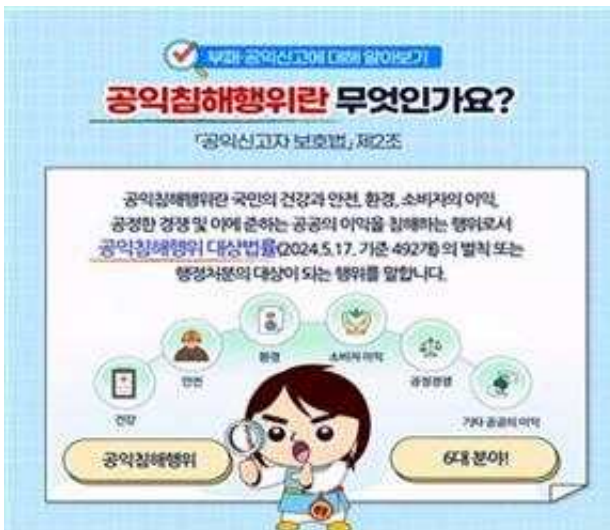 부패·공익신고에 대해 알아보기
공익침해행위란 무엇인가요?
「공익신고자 보호법」 제2조
공익침해행위란 국민의 건강과 안전, 환경, 소비자의 이익,
공정한 경쟁 및 이에 준하는 공공의 이익을 침해하는 행위로서
공익침해행위 대상법률(2024.5.17. 기준 492개)의 벌칙 또는
행정처분의 대상이 되는 행위를 말합니다.
건강
안전
환경
소비자 이익
공정경쟁
기타 공공의 이익
공익침해행위
6대 분야!